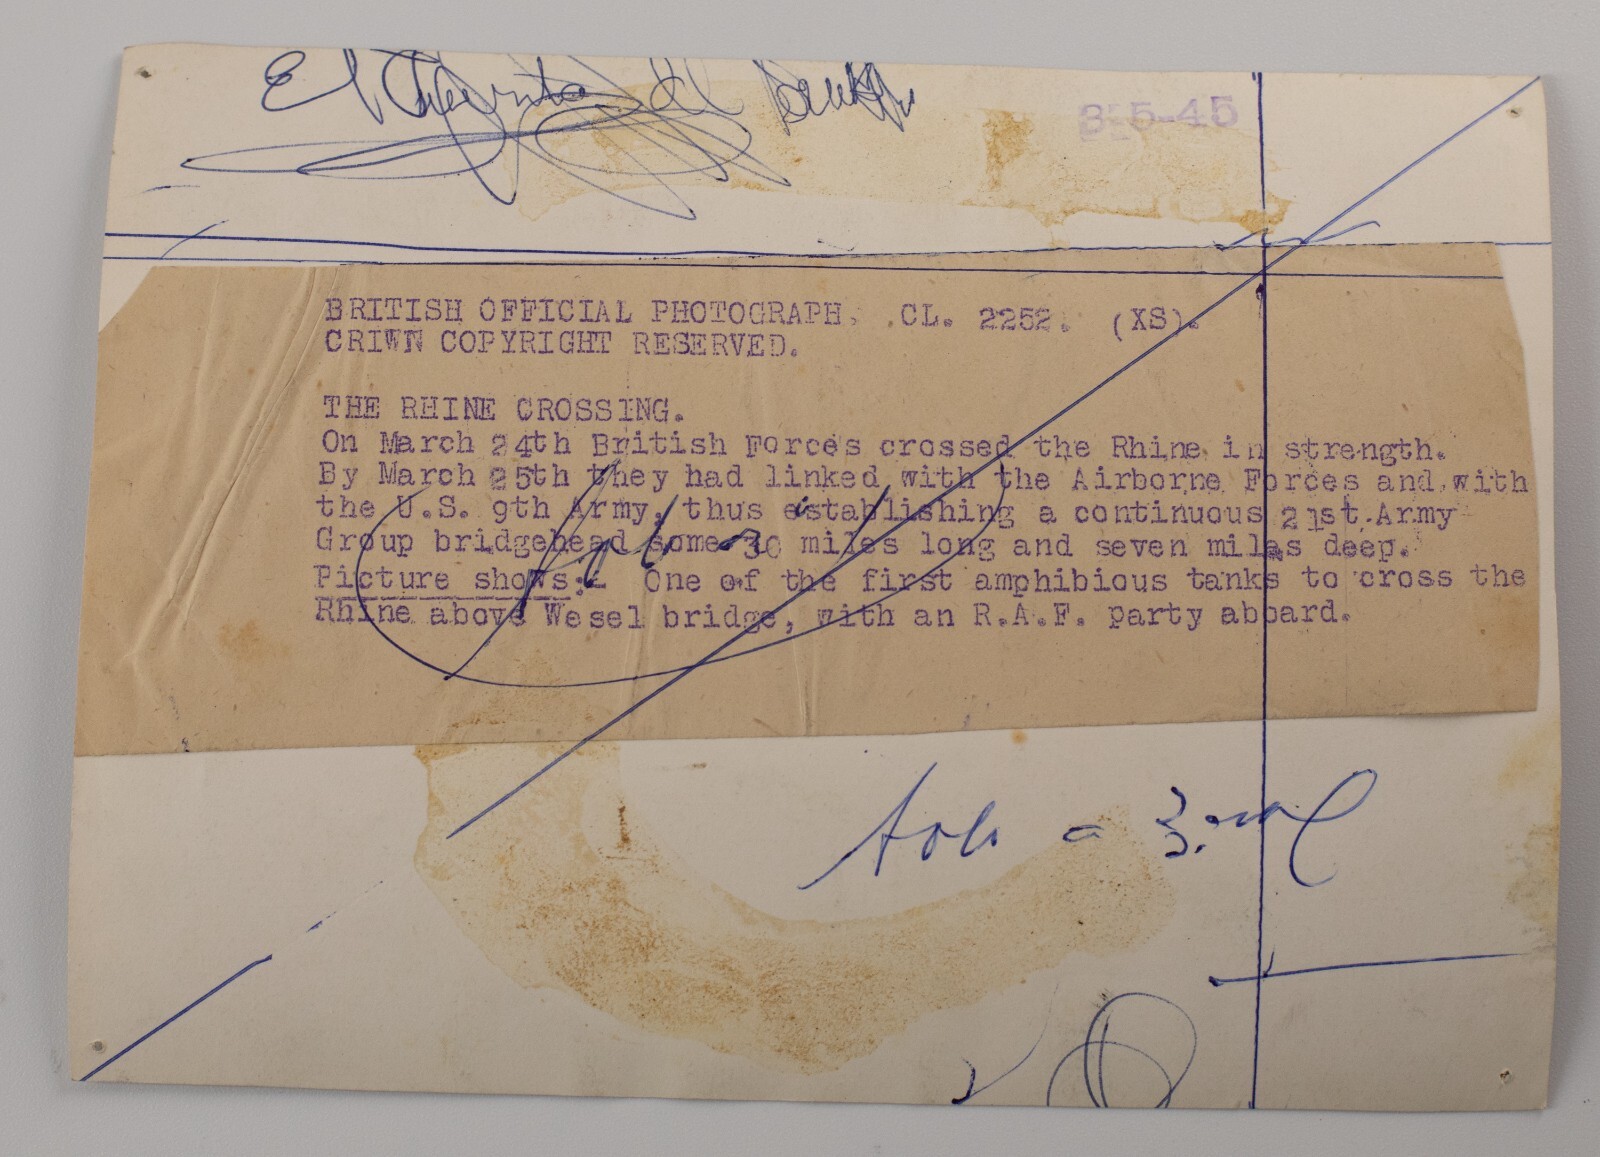 El
8-5-45
BRITISH OFFICIAL PHOTOGRAPH. CL. 2252. (XS).
CRIWN COPYRIGHT RESERVED.
THE RHINE CROSSING.
On March 24th British Forces crossed the Rhine in strength.
By March 25th they had linked with the Airborne Forces and with
the U.S. 9th Army, thus establishing a continuous 21st Army
Group bridgehead some 30 miles long and seven miles deep.
Picture shows:- One of the first amphibious tanks to cross the
Rhine above Wesel bridge, with an R.A.F. party aboard.
a 3